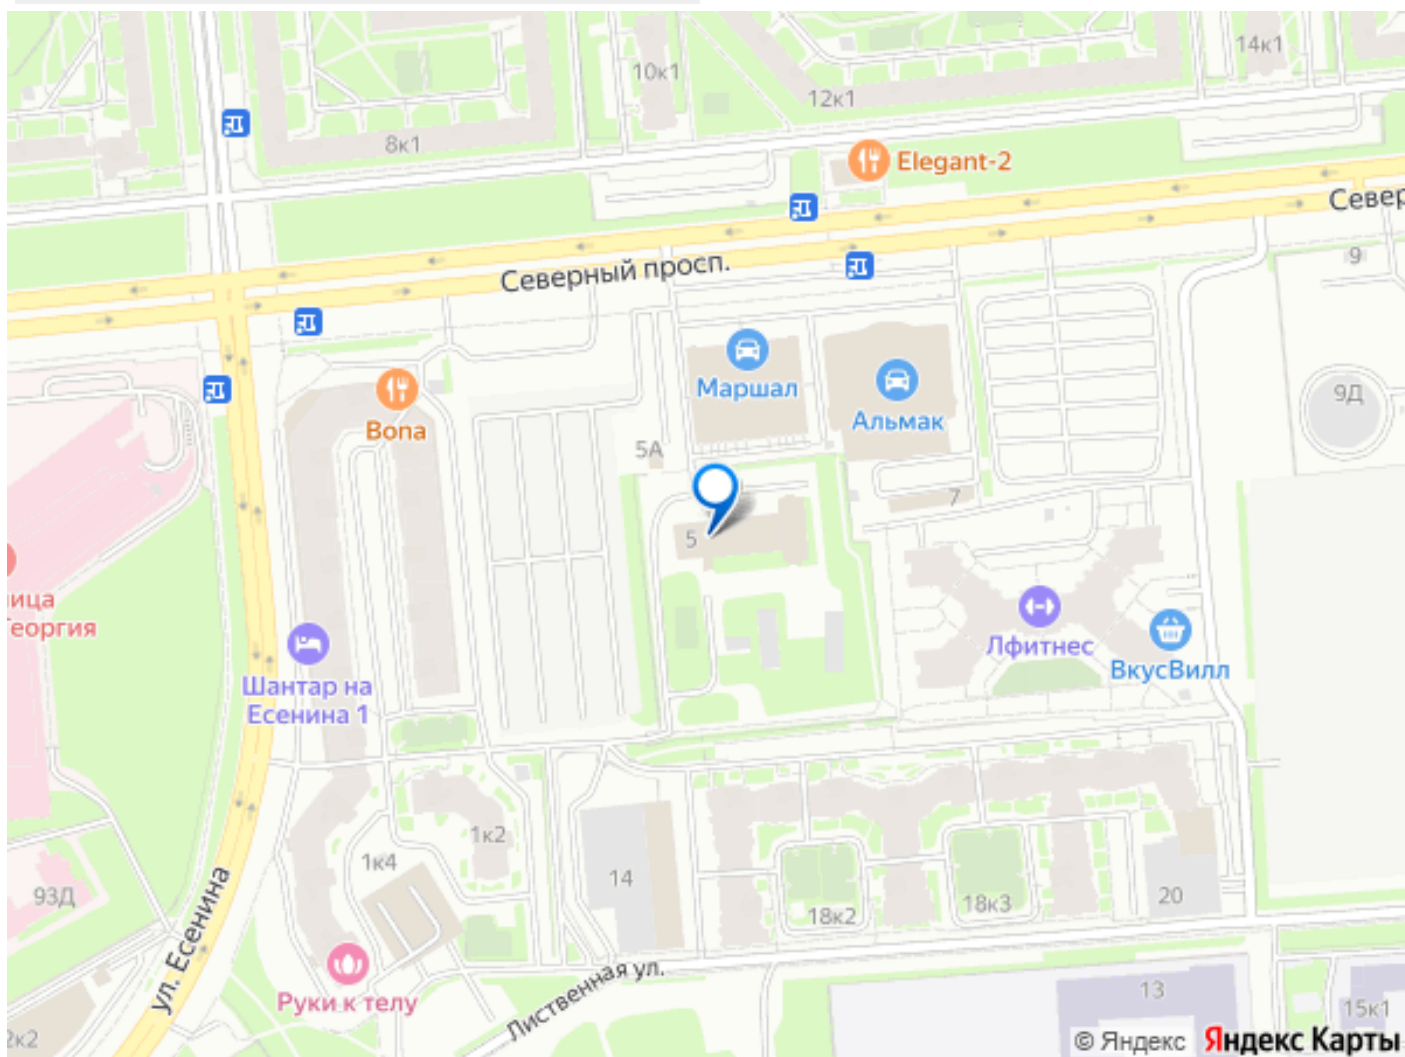 14к1
10к1
12к1
8к1
Elegant-2
Север
Северный просп.
9
Маршал
Альмак
9Д
Bona
5А
7
5
ица
Георгия
Лфитнес
ВкусВилл
Шантар на
Есенина 1
1к2
1к4
14
93Д
18к2
18к3
20
ул. Есенина
Руки к телу
Лиственная ул.
13
15к1
2к2
© Яндекс Яндекс Карты